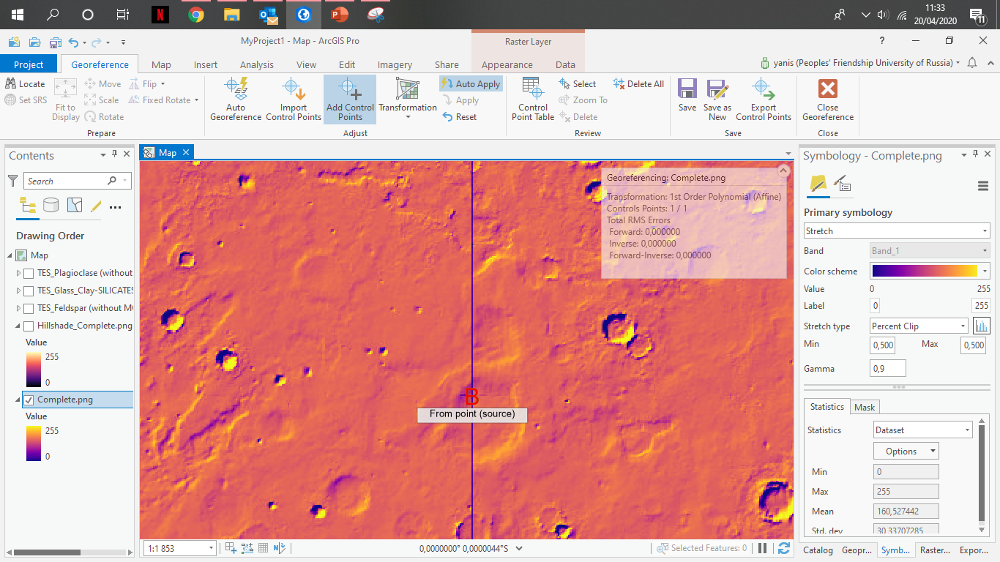 11:33
20/04/2020
11
MyProject1 - Map - ArcGIS Pro
Raster Layer
?
Project
Georeference
Map
Insert
Analysis
View
Edit
Imagery
Share
Appearance
Data
yanis (Peoples' Friendship University of Russia)
Locate
Set SRS
Fit to
Display
Move
Scale
Rotate
Flip
Fixed Rotate
Prepare
Auto
Georeference
Import
Control Points
Add Control
Points
Transformation
Auto Apply
Apply
Reset
Adjust
Control
Point Table
Select
Zoom To
Delete
Delete All
Review
Save
Save as
New
Export
Control Points
Save
Close
Georeference
Close
Contents
Search
Drawing Order
Map
TES_Plagioclase (without
TES_Glass_Clay-SILICATES
TES_Feldspar (without M
Hillshade_Complete.png
Value
255
0
Complete.png
Value
255
0
Map
Georeferencing: Complete.png
Transformation: 1st Order Polynomial (Affine)
Controls Points: 1 / 1
Total RMS Errors
Forward: 0,000000
Inverse: 0,000000
Forward-Inverse: 0,000000
B
From point (source)
1:1 853
0,0000000° 0,0000044°S
Selected Features: 0
Symbology - Complete.png
Primary symbology
Stretch
Band
Band_1
Color scheme
Value
0
255
Label
0
255
Stretch type
Percent Clip
Min
0,500
Max
0,500
Gamma
0,9
Statistics
Mask
Statistics
Dataset
Options
Min
0
Max
255
Mean
160,527442
Std. dev
30,33707285
Catalog
Geopr...
Symb...
Raster...
Expor...